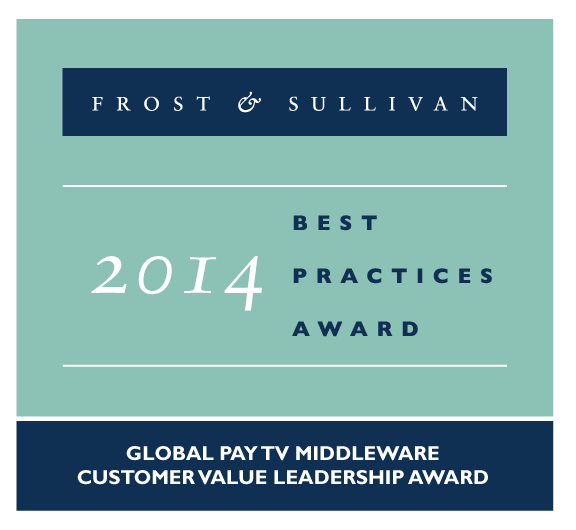 FROST & SULLIVAN
2014
BEST
PRACTICES
AWARD
GLOBAL PAY TV MIDDLEWARE
CUSTOMER VALUE LEADERSHIP AWARD